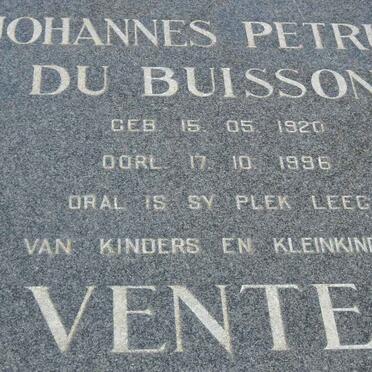 JOHANNES PETR
DU BUISSON
GEB. 15. 05. 1920
OORL. 17. 10. 1996
ORAL IS SY PLEK LEEG
VAN KINDERS EN KLEINKIND
VENTE